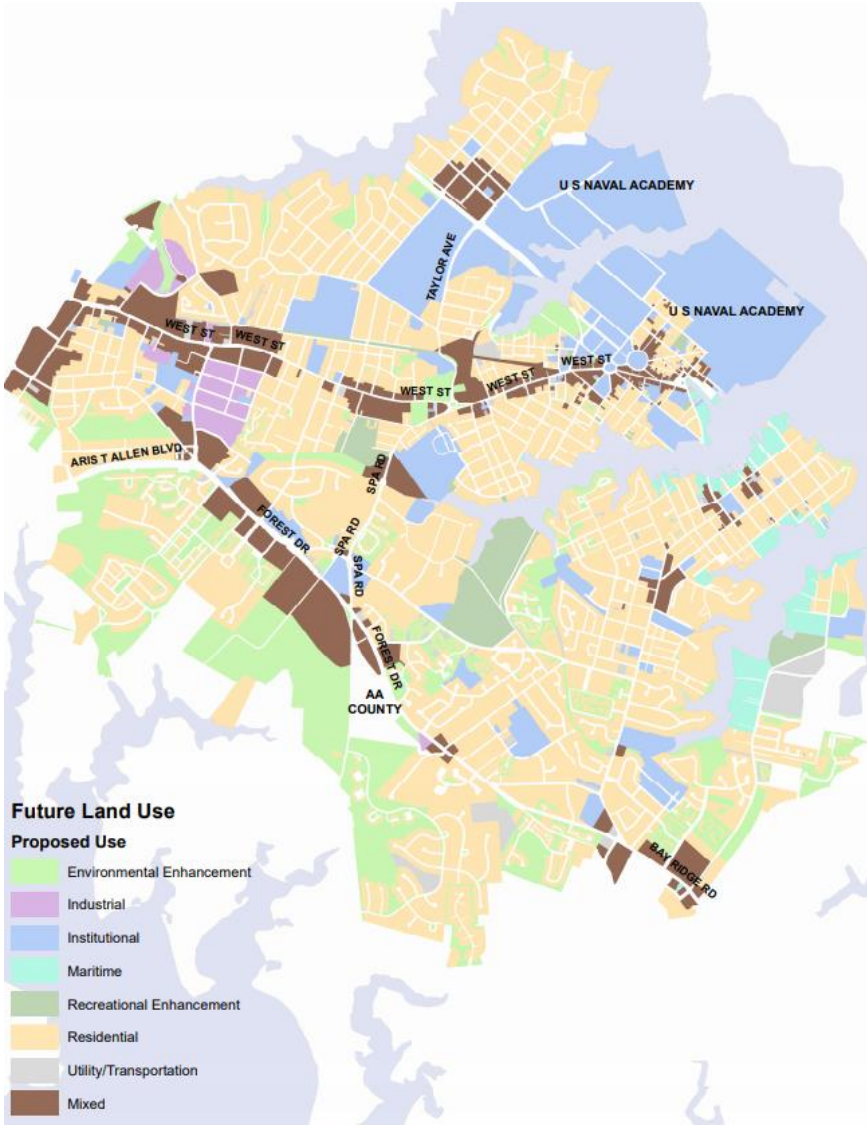 U S NAVAL ACADEMY
TAYLOR AVE
U S NAVAL ACADEMY
WEST ST
WEST ST
WEST ST
WEST ST
WEST ST
ARIS T ALLEN BLVD
SPA RD
FOREST DR
SPA RD
SPA RD
FOREST DR
AA
COUNTY
BAY RIDGE RD
Future Land Use
Proposed Use
Environmental Enhancement
Industrial
Institutional
Maritime
Recreational Enhancement
Residential
Utility/Transportation
Mixed